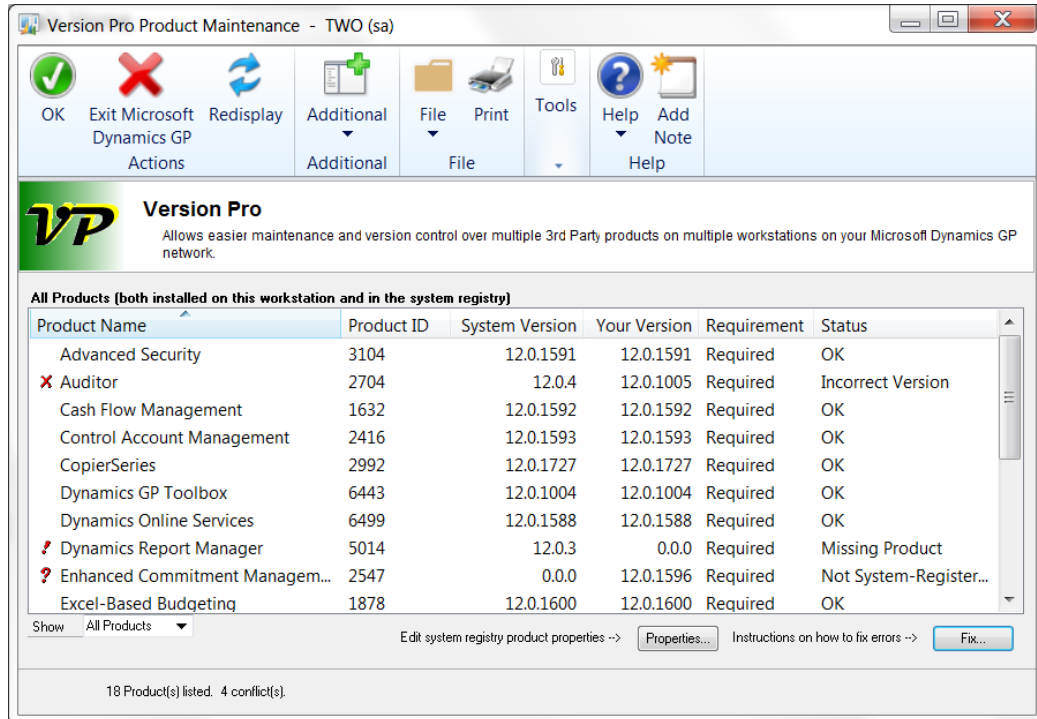 Version Pro Product Maintenance - TWO (sa)
OK
Exit Microsoft Dynamics GP
Redisplay
Actions
Additional
Additional
File
Print
File
Tools
Help
Add Note
Help
VP
Version Pro
Allows easier maintenance and version control over multiple 3rd Party products on multiple workstations on your Microsoft Dynamics GP
network.
All Products (both installed on this workstation and in the system registry)
Product Name Product ID System Version Your Version Requirement Status
Advanced Security 3104 12.0.1591 12.0.1591 Required OK
Auditor 2704 12.0.4 12.0.1005 Required Incorrect Version
Cash Flow Management 1632 12.0.1592 12.0.1592 Required OK
Control Account Management 2416 12.0.1593 12.0.1593 Required OK
CopierSeries 2992 12.0.1727 12.0.1727 Required OK
Dynamics GP Toolbox 6443 12.0.1004 12.0.1004 Required OK
Dynamics Online Services 6499 12.0.1588 12.0.1588 Required OK
! Dynamics Report Manager 5014 12.0.3 0.0.0 Required Missing Product
? Enhanced Commitment Managem... 2547 0.0.0 12.0.1596 Required Not System-Register...
Excel-Based Budgeting 1878 12.0.1600 12.0.1600 Required OK
Show All Products
Edit system registry product properties --> Properties... Instructions on how to fix errors --> Fix...
18 Product(s) listed. 4 conflict(s).